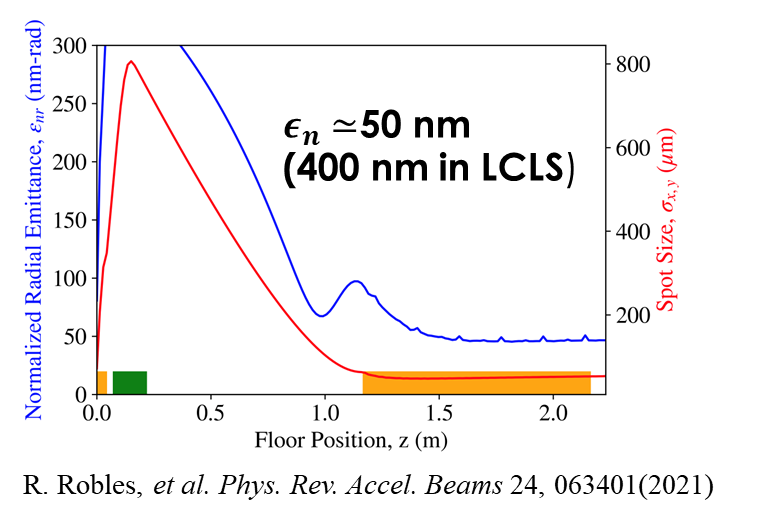 300
250
200
150
100
50
0
Normalized Radial Emittance, εnr (nm-rad)
ϵn ≃50 nm
(400 nm in LCLS)
800
600
400
200
Spot Size, σx,y (μm)
0.0 0.5 1.0 1.5 2.0
Floor Position, z (m)
R. Robles, et al. Phys. Rev. Accel. Beams 24, 063401(2021)